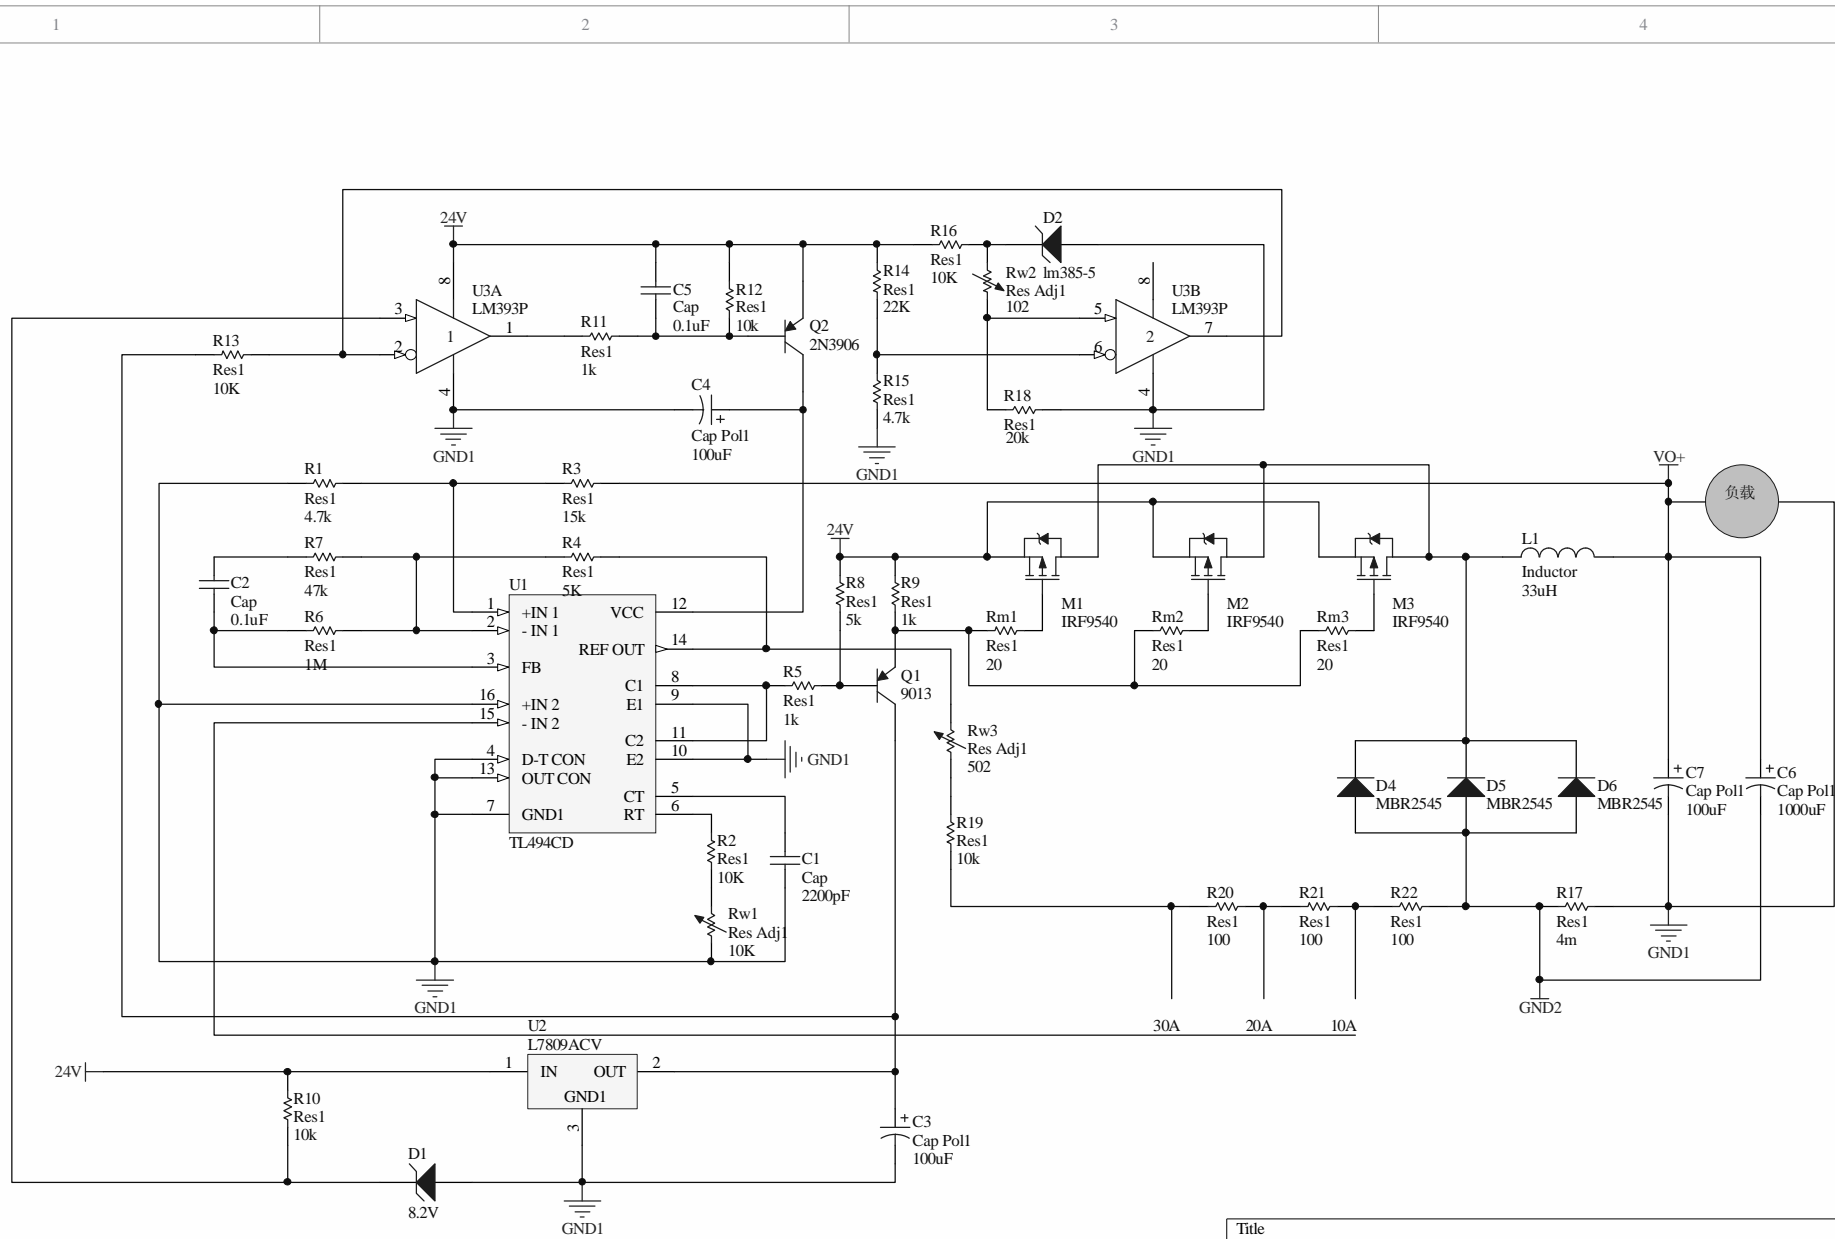 1 2 3 4
24V
R16
D2
8
U3A
LM393P
3
1
1
2
R13
Res1
10K
4
R11
Res1
1k
C5
Cap
0.1uF
R12
Res1
10k
Q2
2N3906
C4
+
Cap Pol1
100uF
GND1
R14
Res1
22K
Res1
10K
Rw2
lm385-5
Res Adj1
102
8
U3B
LM393P
5
2
7
6
4
R15
Res1
4.7k
R18
Res1
20k
GND1
GND1
R1
Res1
4.7k
R3
Res1
15k
R7
Res1
47k
R4
Res1
5K
C2
Cap
0.1uF
R6
Res1
1M
U1
1 +IN 1 VCC 12
2 - IN 1
REF OUT 14
3 FB
C1 8
16 +IN 2 E1 9
15 - IN 2
C2 11
4 D-T CON E2 10
13 OUT CON
CT 5
7 GND1 RT 6
TL494CD
GND1
R5
Res1
1k
24V
R8
Res1
5k
R9
Res1
1k
Q1
9013
GND1
R2
Res1
10K
C1
Cap
2200pF
Rw1
Res Adj1
10K
Rm1
Res1
20
M1
IRF9540
Rm2
Res1
20
M2
IRF9540
Rm3
Res1
20
M3
IRF9540
L1
Inductor
33uH
VO+
负载
Rw3
Res Adj1
502
R19
Res1
10k
D4
MBR2545
D5
MBR2545
D6
MBR2545
+ C7
Cap Pol1
100uF
+ C6
Cap Pol1
1000uF
R20
Res1
100
R21
Res1
100
R22
Res1
100
R17
Res1
4m
GND1
GND2
30A 20A 10A
U2
L7809ACV
24V
1 IN OUT 2
GND1
3
R10
Res1
10k
D1
8.2V
GND1
+ C3
Cap Pol1
100uF
Title